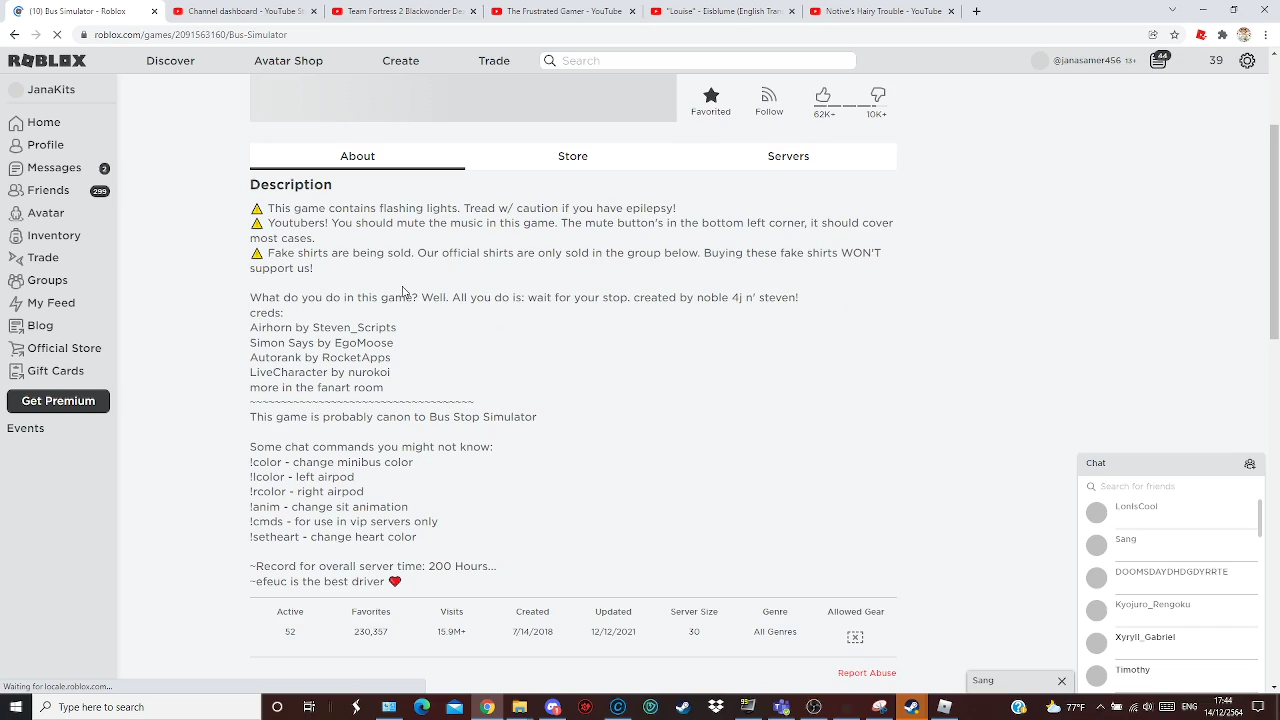 (10) Bus Simulator - Roblox
Channel dashboard - YouTube St
Team Fortress 2 Blackwonder De
The Frustrated Gamer - YouTube
"Louise" - Elbembe (English Tra
Notive's Hairy Trouble - YouTube
roblox.com/games/2091563160/Bus-Simulator
ROBLOX Discover Avatar Shop Create Trade Search @janasamer456 13+ 39
JanaKits
Home
Profile
Messages 2
Friends 299
Avatar
Inventory
Trade
Groups
My Feed
Blog
Official Store
Gift Cards
Get Premium
Events
Favorited Follow 62K+ 10K+
About Store Servers
Description
⚠ This game contains flashing lights. Tread w/ caution if you have epilepsy!
⚠ Youtubers! You should mute the music in this game. The mute button's in the bottom left corner, it should cover
most cases.
⚠ Fake shirts are being sold. Our official shirts are only sold in the group below. Buying these fake shirts WON'T
support us!
What do you do in this game? Well. All you do is: wait for your stop. created by noble 4j n' steven!
creds:
Airhorn by Steven_Scripts
Simon Says by EgoMoose
Autorank by RocketApps
LiveCharacter by nurokoi
more in the fanart room
~~~~~~~~~~~~~~~~~~~~~~~~~~~~~~~~
This game is probably canon to Bus Stop Simulator
Some chat commands you might not know:
!color - change minibus color
!lcolor - left airpod
!rcolor - right airpod
!anim - change sit animation
!cmds - for use in vip servers only
!setheart - change heart color
~Record for overall server time: 200 Hours...
~efeuc is the best driver ❤
Active Favorites Visits Created Updated Server Size Genre Allowed Gear
52 230,357 15.9M+ 7/14/2018 12/12/2021 30 All Genres
Report Abuse
Chat
Search for friends
LonIsCool
Sang
DOOMSDAYDHDGDYRRTE
Kyojuro_Rengoku
Xyryll_Gabriel
Timothy
Sang
Waiting for locale.roblox.com...
Type here to search
77°F
17:44